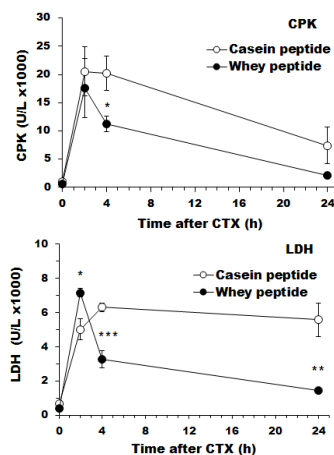 CPK
30
25
20
15
10
5
0
CPK (U/L x1000)
Casein peptide
Whey peptide
*
0 4 8 12 16 20 24
Time after CTX (h)
LDH
10
8
6
4
2
0
LDH (U/L x1000)
Casein peptide
Whey peptide
*
***
**
0 4 8 12 16 20 24
Time after CTX (h)